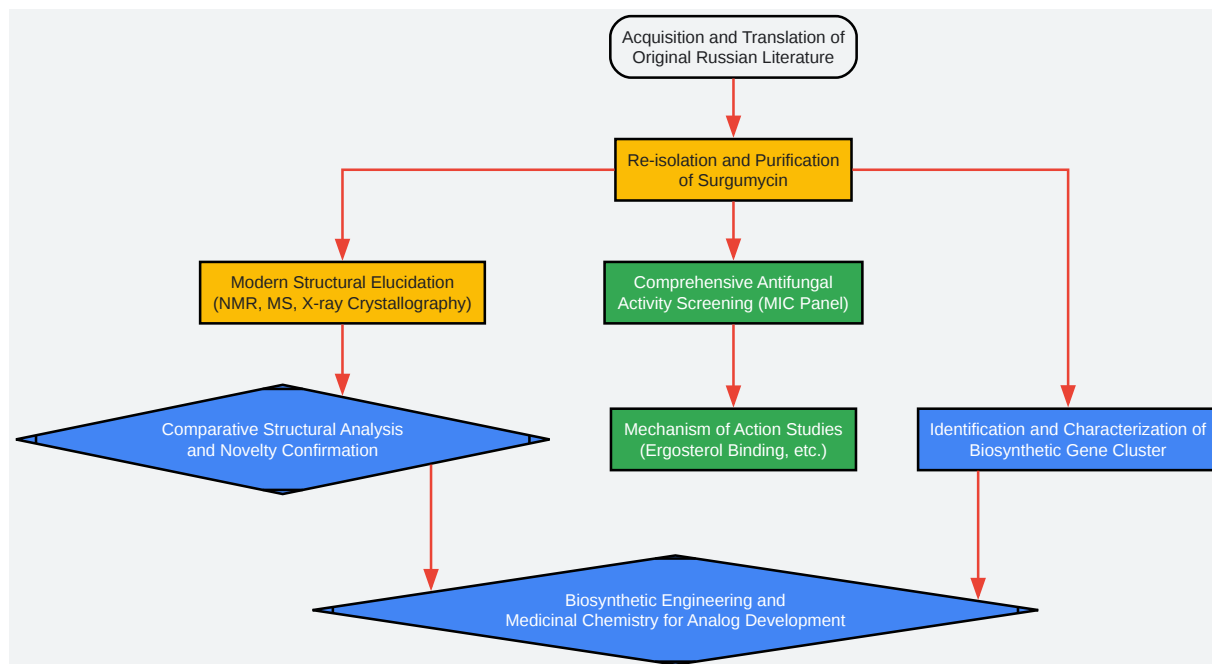 Acquisition and Translation of
Original Russian Literature
Re-isolation and Purification
of Surgumycin
Modern Structural Elucidation
(NMR, MS, X-ray Crystallography)
Comprehensive Antifungal
Activity Screening (MIC Panel)
Comparative Structural Analysis
and Novelty Confirmation
Mechanism of Action Studies
(Ergosterol Binding, etc.)
Identification and Characterization of
Biosynthetic Gene Cluster
Biosynthetic Engineering and
Medicinal Chemistry for Analog Development